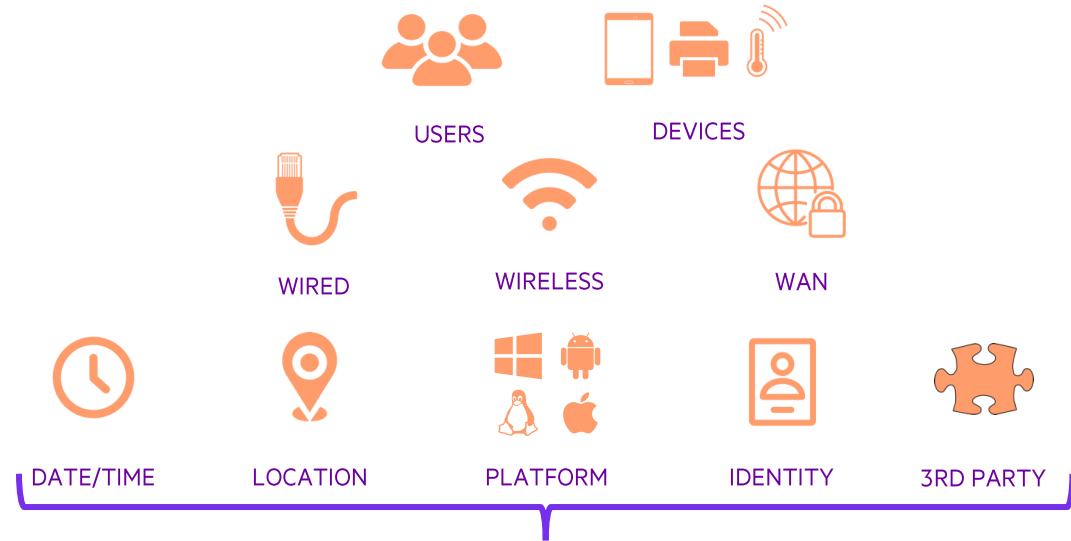 USERS
DEVICES
WIRED
WIRELESS
WAN
DATE/TIME
LOCATION
PLATFORM
IDENTITY
3RD PARTY